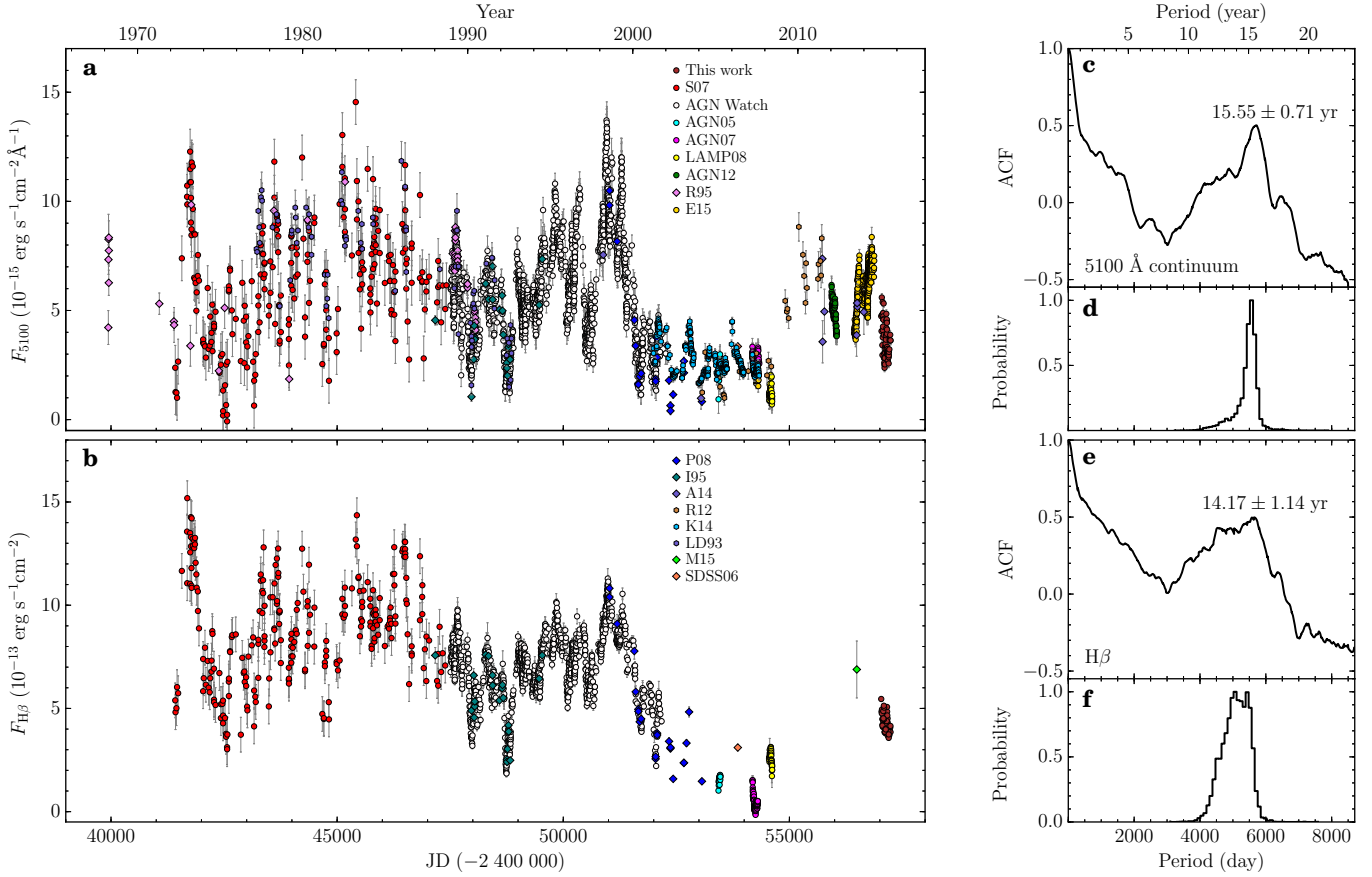 Year
1970 1980 1990 2000 2010
a
This work
S07
AGN Watch
AGN05
AGN07
LAMP08
AGN12
R95
E15
F5100 (10−15 erg s−1cm−2Å−1)
15
10
5
0
b
P08
I95
A14
R12
K14
LD93
M15
SDSS06
FHβ (10−13 erg s−1cm−2)
15
10
5
0
40000 45000 50000 55000
JD (−2 400 000)
Period (year)
5 10 15 20
c
15.55 ± 0.71 yr
ACF
1.0
0.5
0.0
−0.5
5100 Å continuum
d
Probability
1.0
0.5
e
14.17 ± 1.14 yr
ACF
1.0
0.5
0.0
−0.5
Hβ
f
Probability
1.0
0.5
0.0
2000 4000 6000 8000
Period (day)